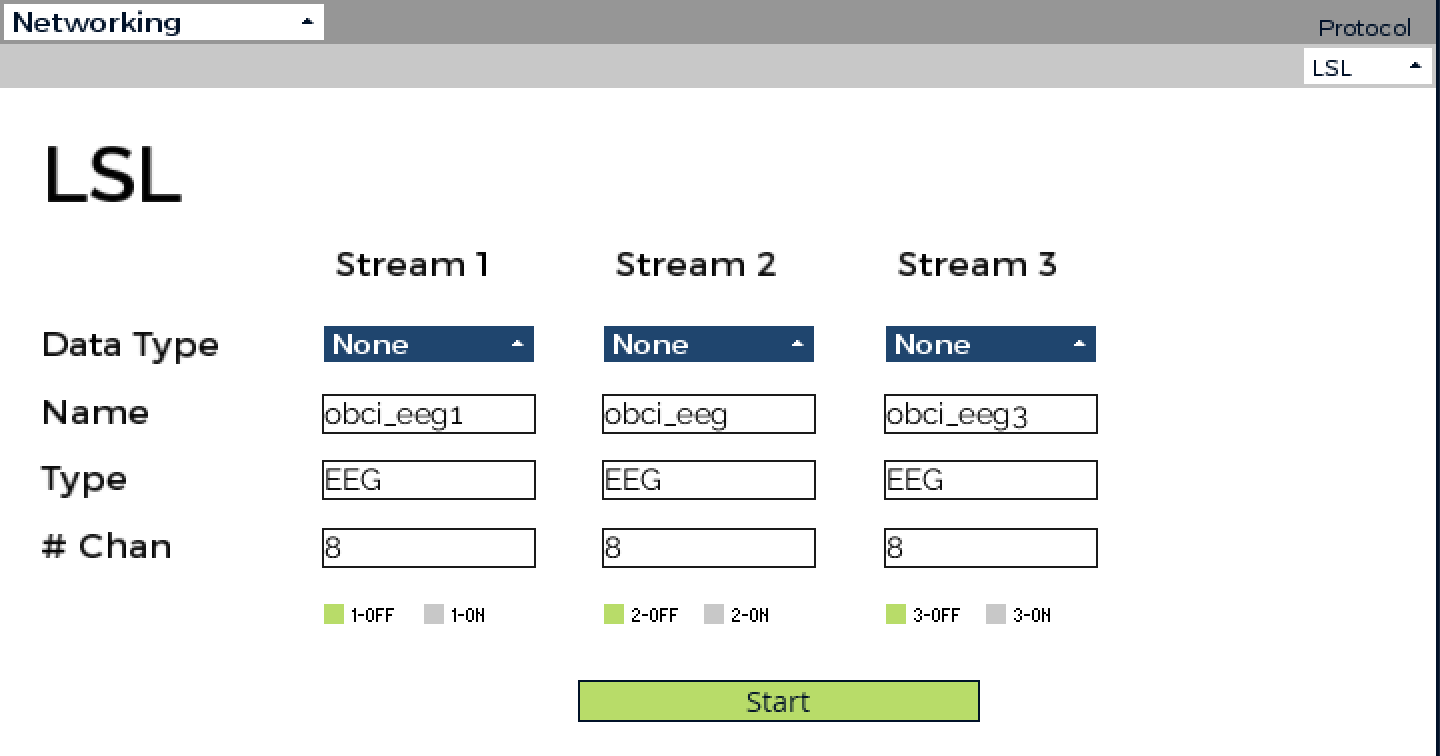 Networking
Protocol
LSL
LSL
Stream 1 Stream 2 Stream 3
Data Type None None None
Name obci_eeg1 obci_eeg obci_eeg3
Type EEG EEG EEG
# Chan 8 8 8
1-OFF 1-ON 2-OFF 2-ON 3-OFF 3-ON
Start